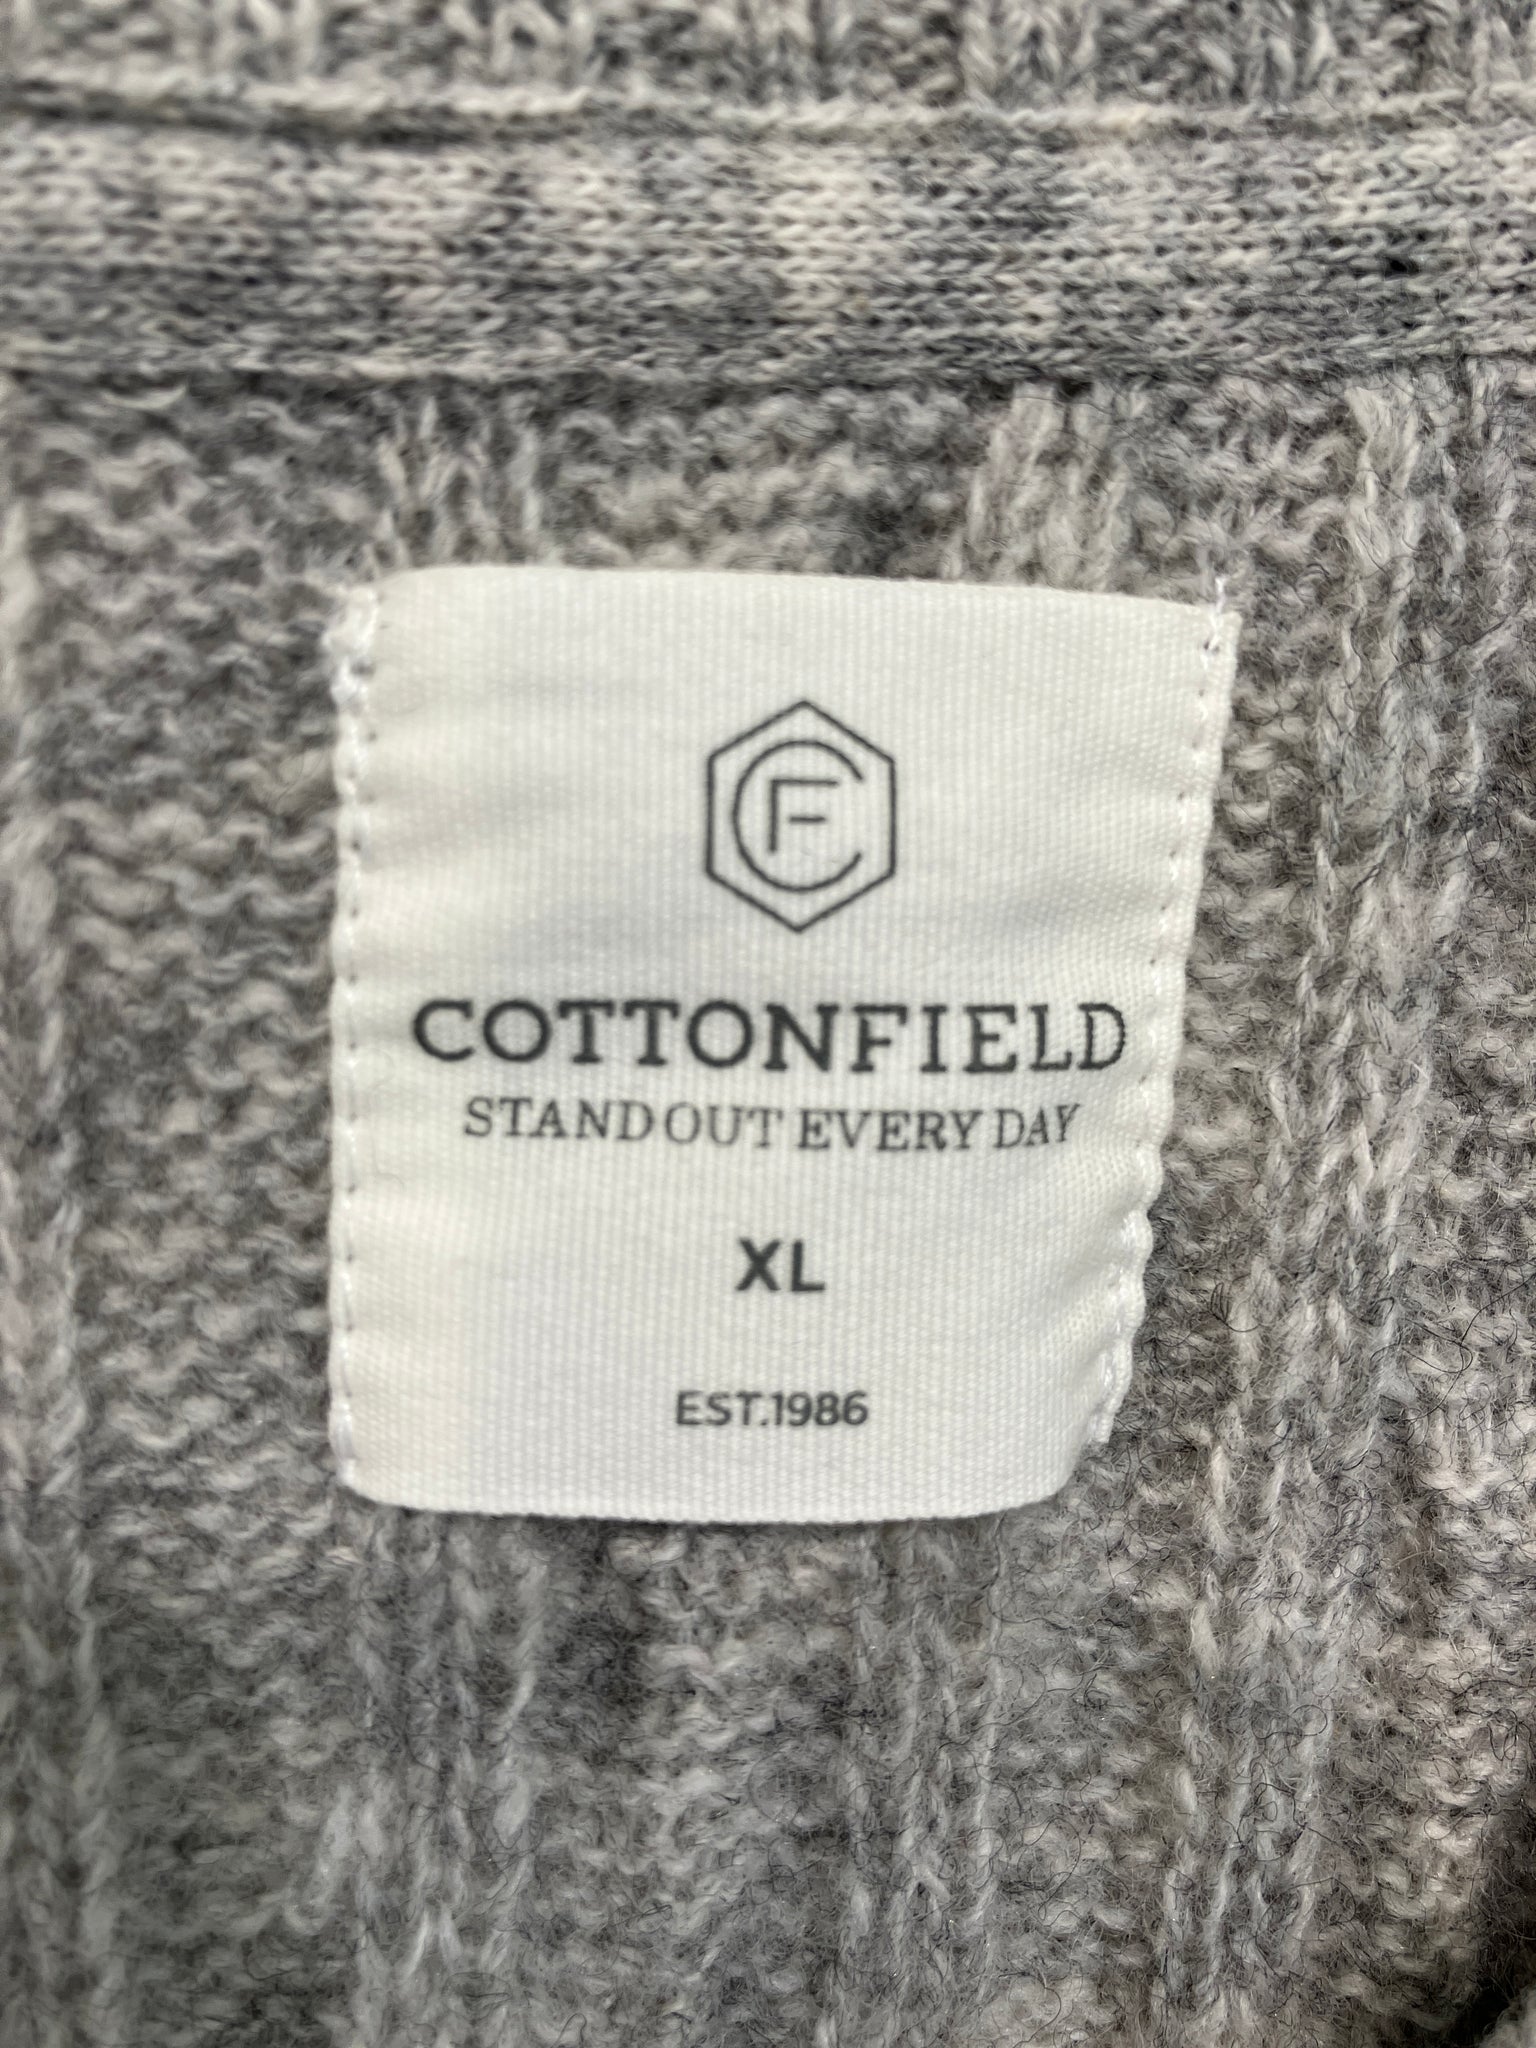 CF
COTTONFIELD
STAND OUT EVERY DAY
XL
EST.1986